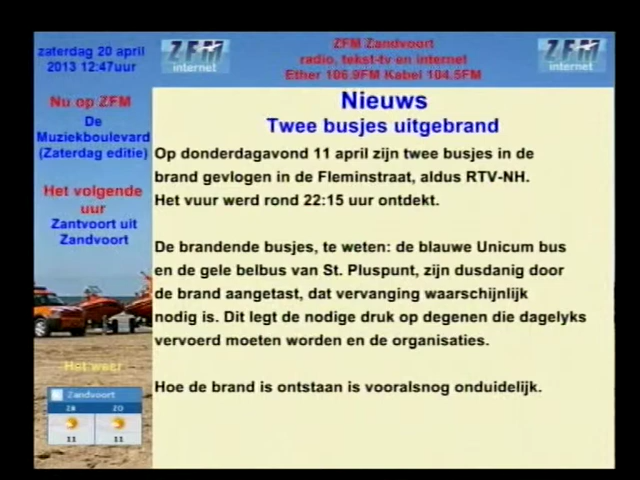 zaterdag 20 april
2013 12:47uur
ZFM
internet
ZFM Zandvoort
radio, tekst-tv en internet
Ether 106.9FM Kabel 104.5FM
ZFM
internet
Nu op ZFM
De
Muziekboulevard
(Zaterdag editie)
Het volgende
uur
Zantvoort uit
Zandvoort
Het weer
Zandvoort
za
zo
11
11
Nieuws
Twee busjes uitgebrand
Op donderdagavond 11 april zijn twee busjes in de
brand gevlogen in de Fleminstraat, aldus RTV-NH.
Het vuur werd rond 22:15 uur ontdekt.
De brandende busjes, te weten: de blauwe Unicum bus
en de gele belbus van St. Pluspunt, zijn dusdanig door
de brand aangetast, dat vervanging waarschijnlijk
nodig is. Dit legt de nodige druk op degenen die dagelyks
vervoerd moeten worden en de organisaties.
Hoe de brand is ontstaan is vooralsnog onduidelijk.